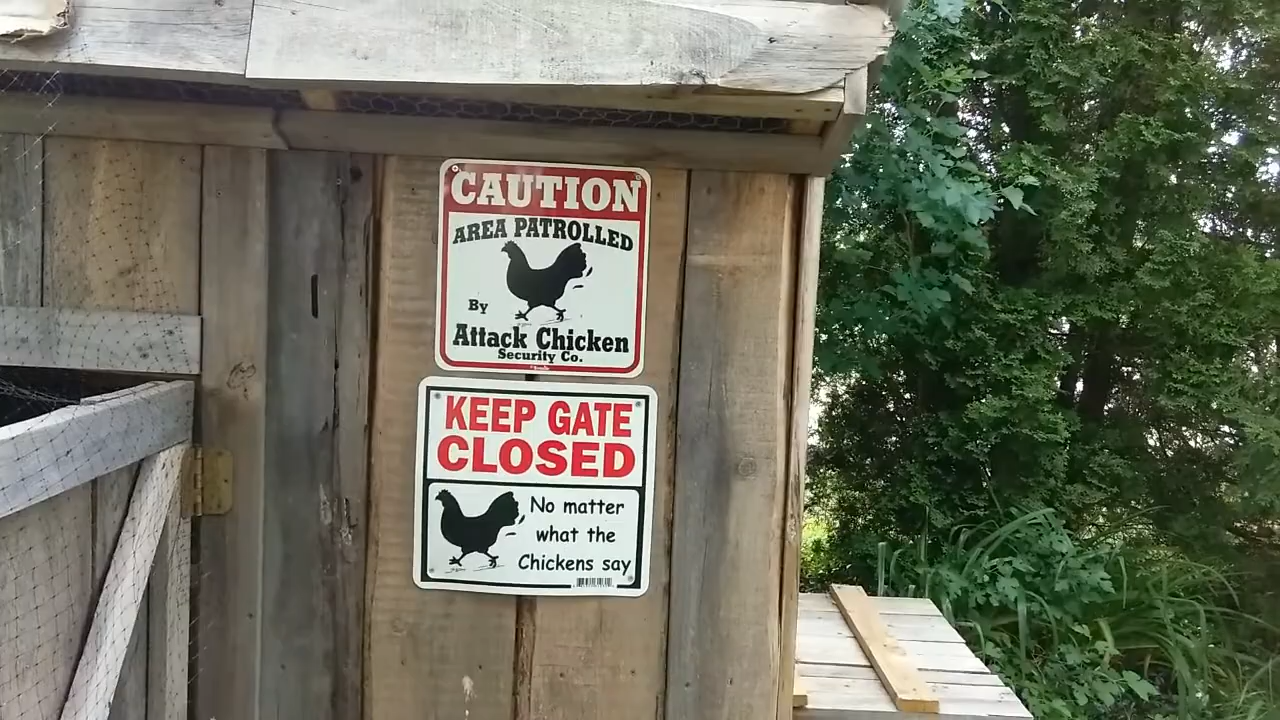 CAUTION
AREA PATROLLED
By
Attack Chicken
Security Co.
KEEP GATE
CLOSED
No matter
what the
Chickens say